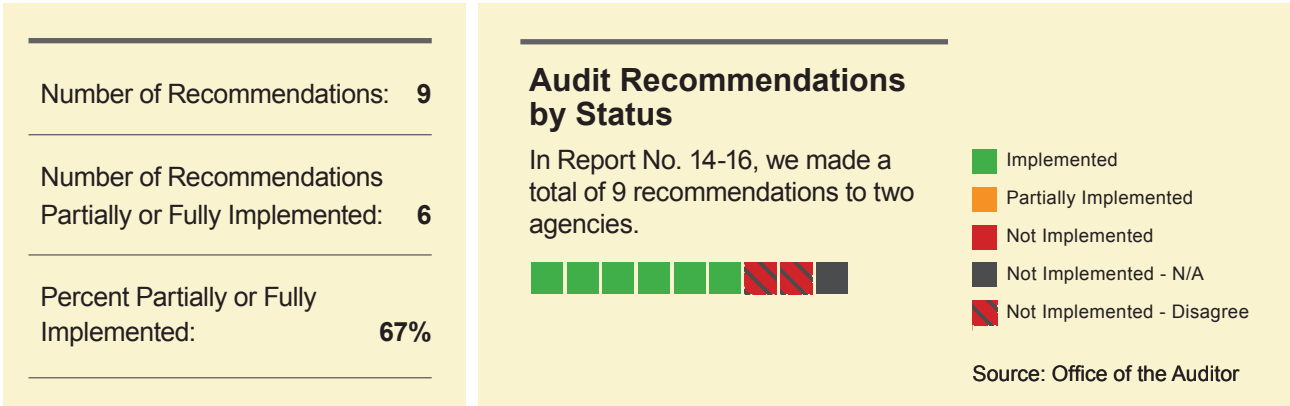 Number of Recommendations: 9
Number of Recommendations
Partially or Fully Implemented: 6
Percent Partially or Fully
Implemented: 67%
Audit Recommendations
by Status
In Report No. 14-16, we made a
total of 9 recommendations to two
agencies.
Implemented
Partially Implemented
Not Implemented
Not Implemented - N/A
Not Implemented - Disagree
Source: Office of the Auditor